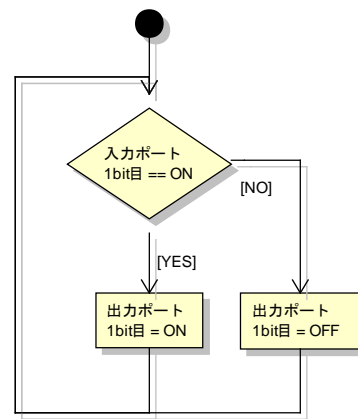 入力ポート
1bit目 == ON
[NO]
[YES]
出力ポート
1bit目 = ON
出力ポート
1bit目 = OFF